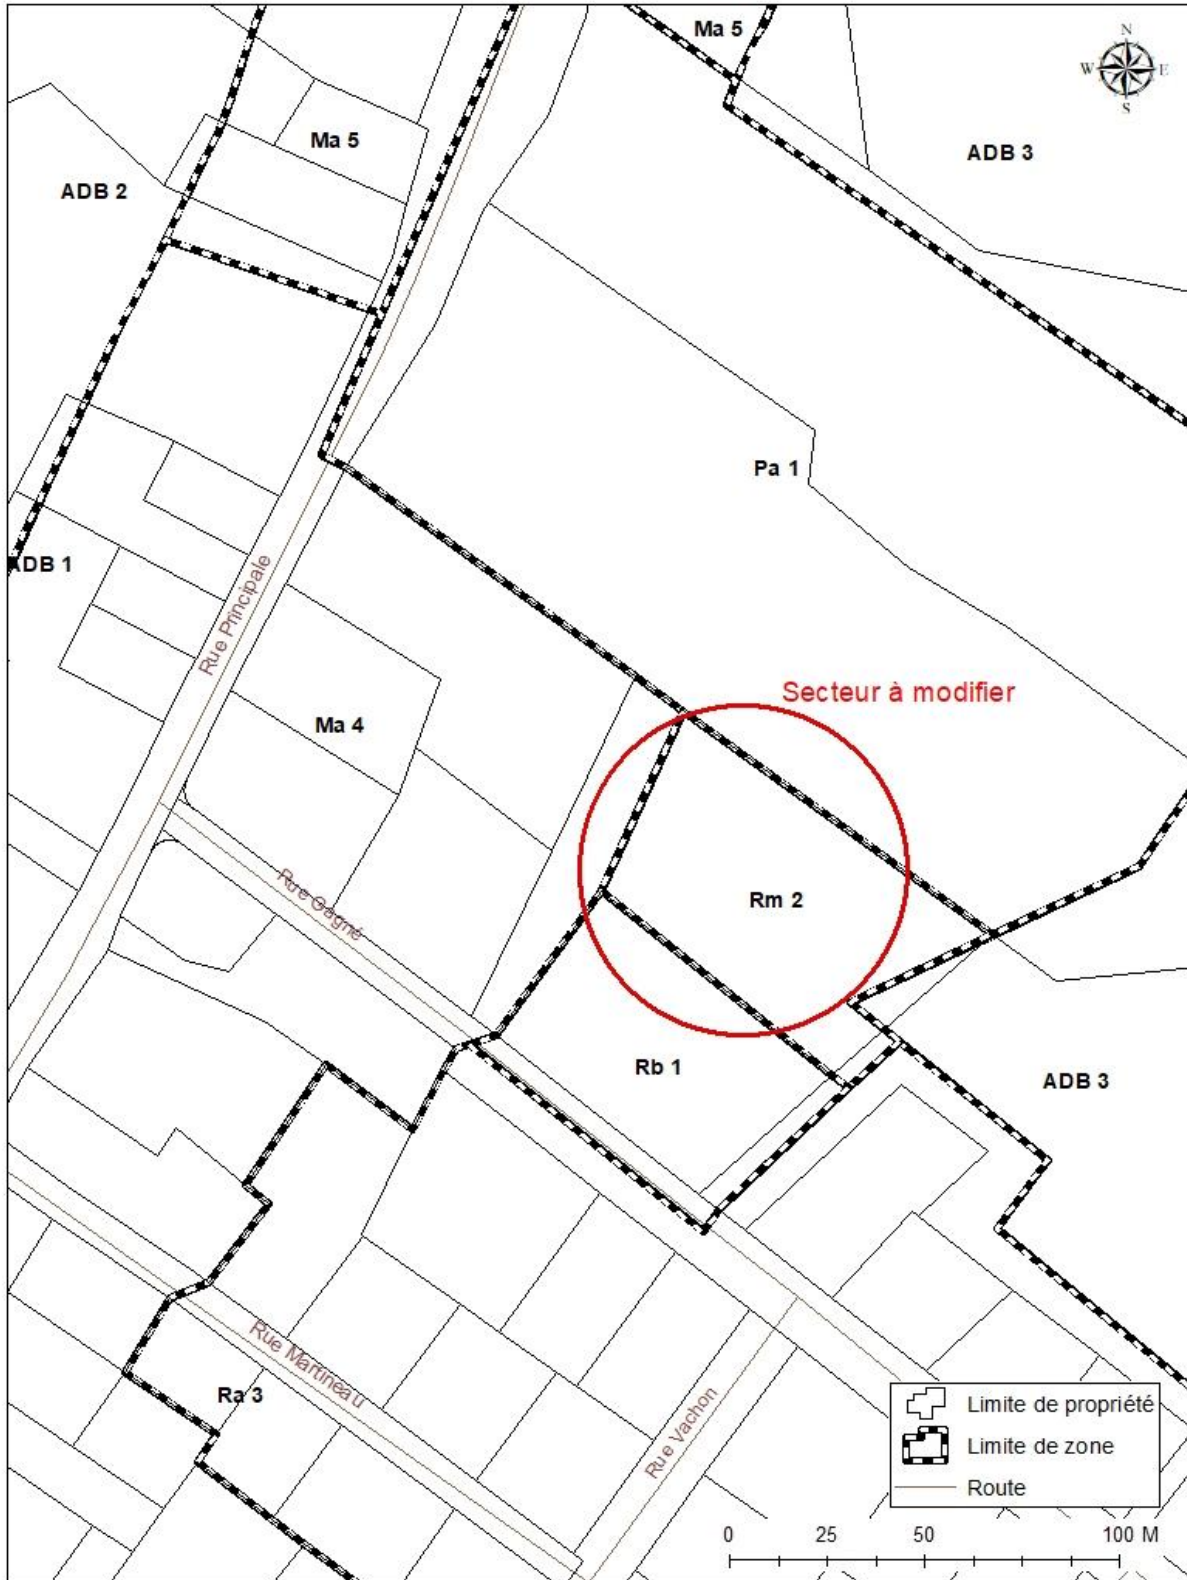 Ma 5
N
W E
S
Ma 5
ADB 3
ADB 2
Pa 1
ADB 1
Rue Principale
Secteur à modifier
Ma 4
Rue Gagné
Rm 2
Rb 1
ADB 3
Rue Martineau
Ra 3
Rue Vachon
Limite de propriété
Limite de zone
Route
0 25 50 100 M